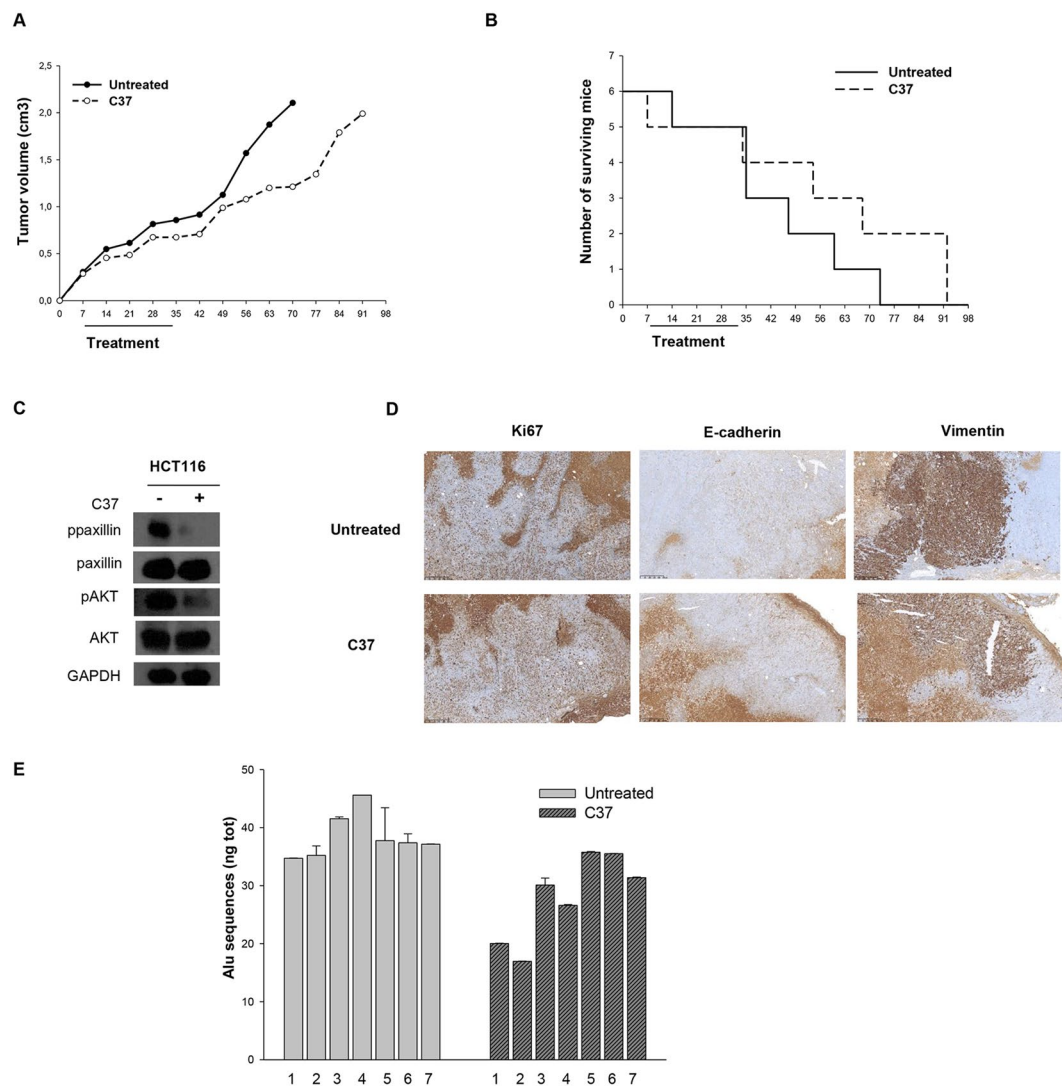 A
Tumor volume (cm3)
2,5
2,0
1,5
1,0
0,5
0,0
Untreated
C37
0 7 14 21 28 35 42 49 56 63 70 77 84 91 98
Treatment
B
Number of surviving mice
7
6
5
4
3
2
1
0
Untreated
C37
0 7 14 21 28 35 42 49 56 63 70 77 84 91 98
Treatment
C
HCT116
C37 - +
ppaxillin
paxillin
pAKT
AKT
GAPDH
D
Ki67 E-cadherin Vimentin
Untreated
C37
E
Alu sequences (ng tot)
50
40
30
20
10
0
Untreated
C37
1 2 3 4 5 6 7 1 2 3 4 5 6 7